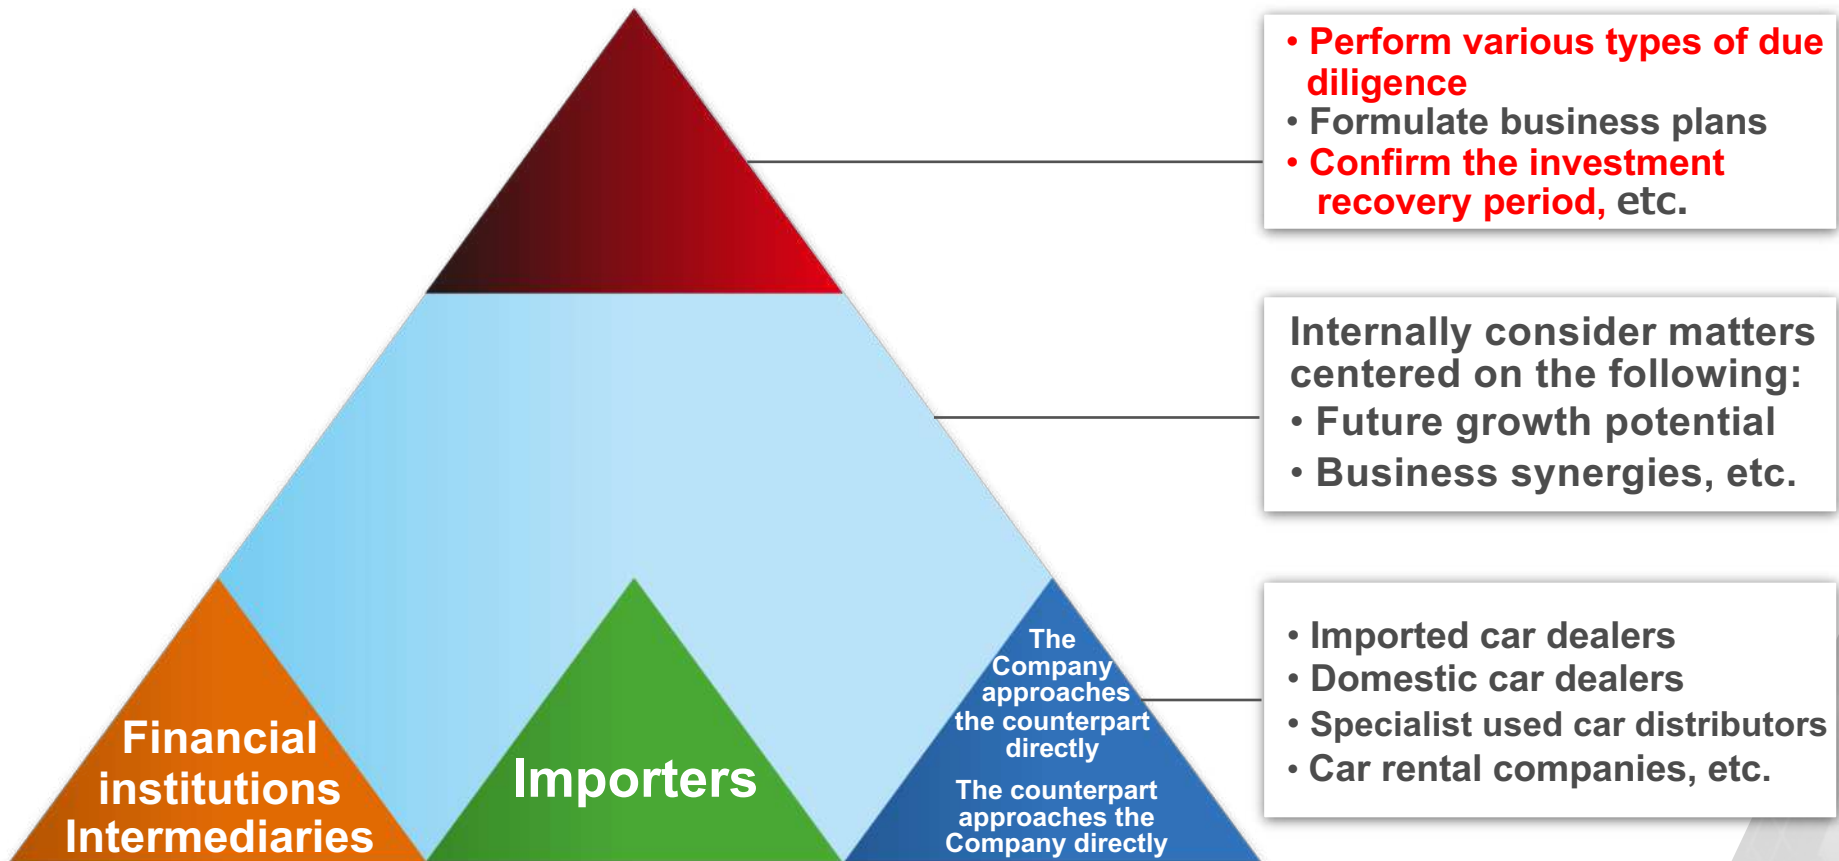 • Perform various types of due
diligence
• Formulate business plans
• Confirm the investment
recovery period, etc.
Internally consider matters
centered on the following:
• Future growth potential
• Business synergies, etc.
• Imported car dealers
• Domestic car dealers
• Specialist used car distributors
• Car rental companies, etc.
Financial
institutions
Intermediaries
Importers
The
Company
approaches
the counterpart
directly
The counterpart
approaches the
Company directly